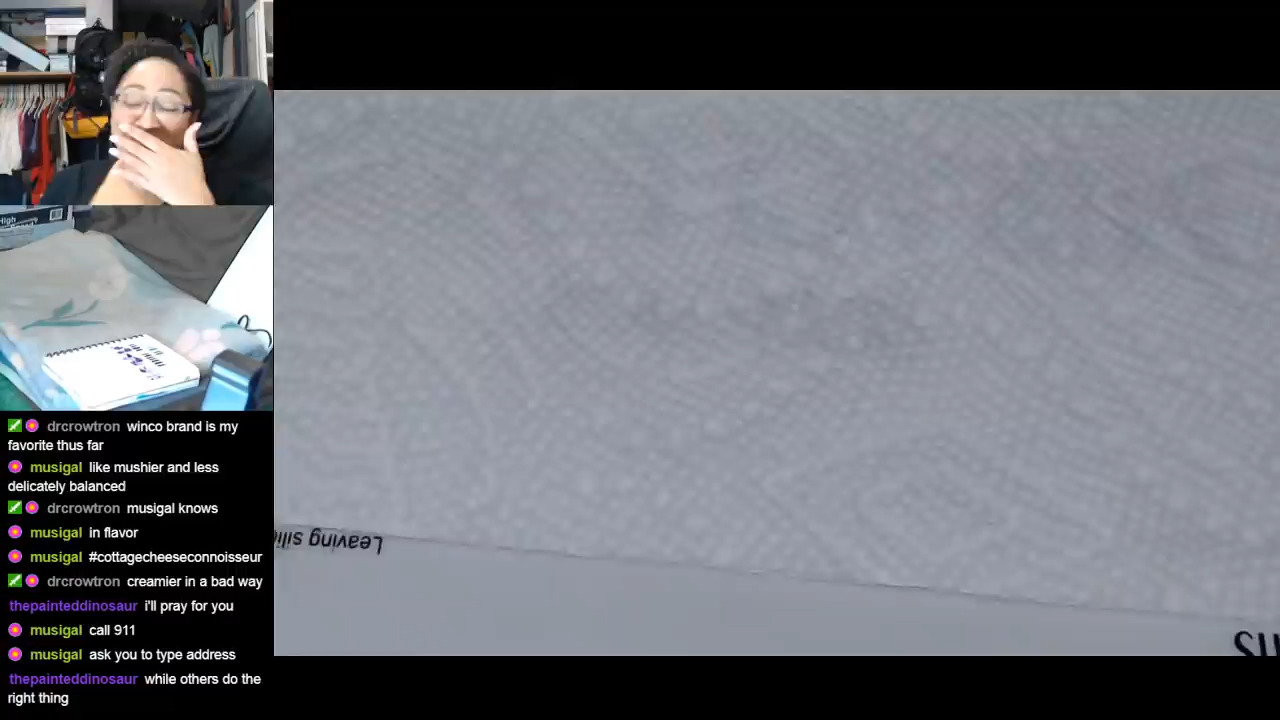 High
drcrowtron winco brand is my
favorite thus far
musigal like mushier and less
delicately balanced
drcrowtron musigal knows
musigal in flavor
musigal #cottagecheeseconnoisseur
drcrowtron creamier in a bad way
thepainteddinosaur i'll pray for you
musigal call 911
musigal ask you to type address
thepainteddinosaur while others do the
right thing
Leaving